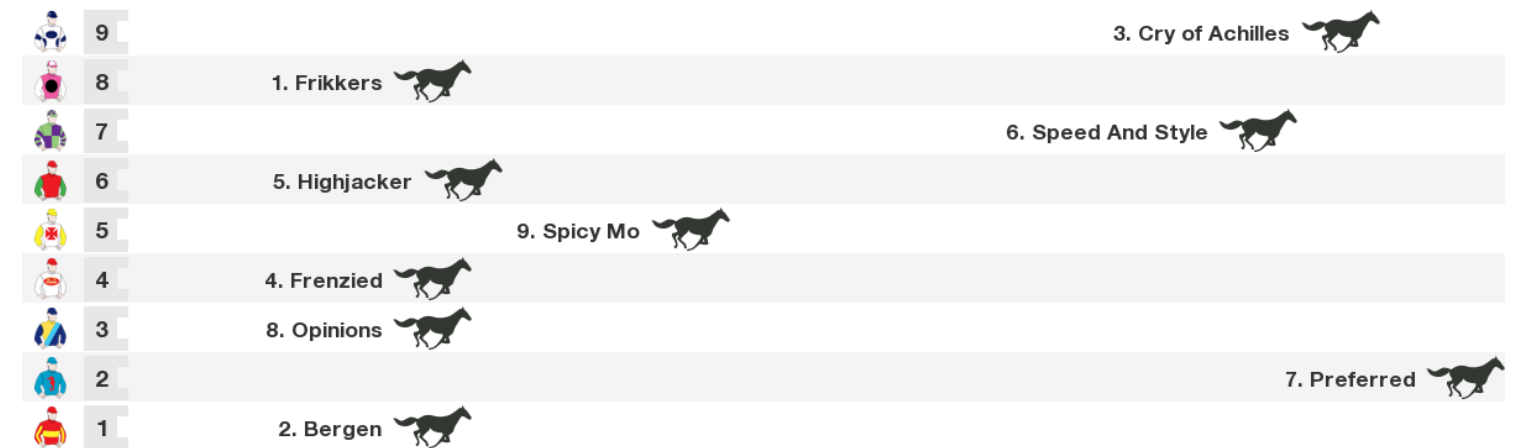 9 3. Cry of Achilles
8 1. Frikkers
7 6. Speed And Style
6 5. Highjacker
5 9. Spicy Mo
4 4. Frenzied
3 8. Opinions
2 7. Preferred
1 2. Bergen